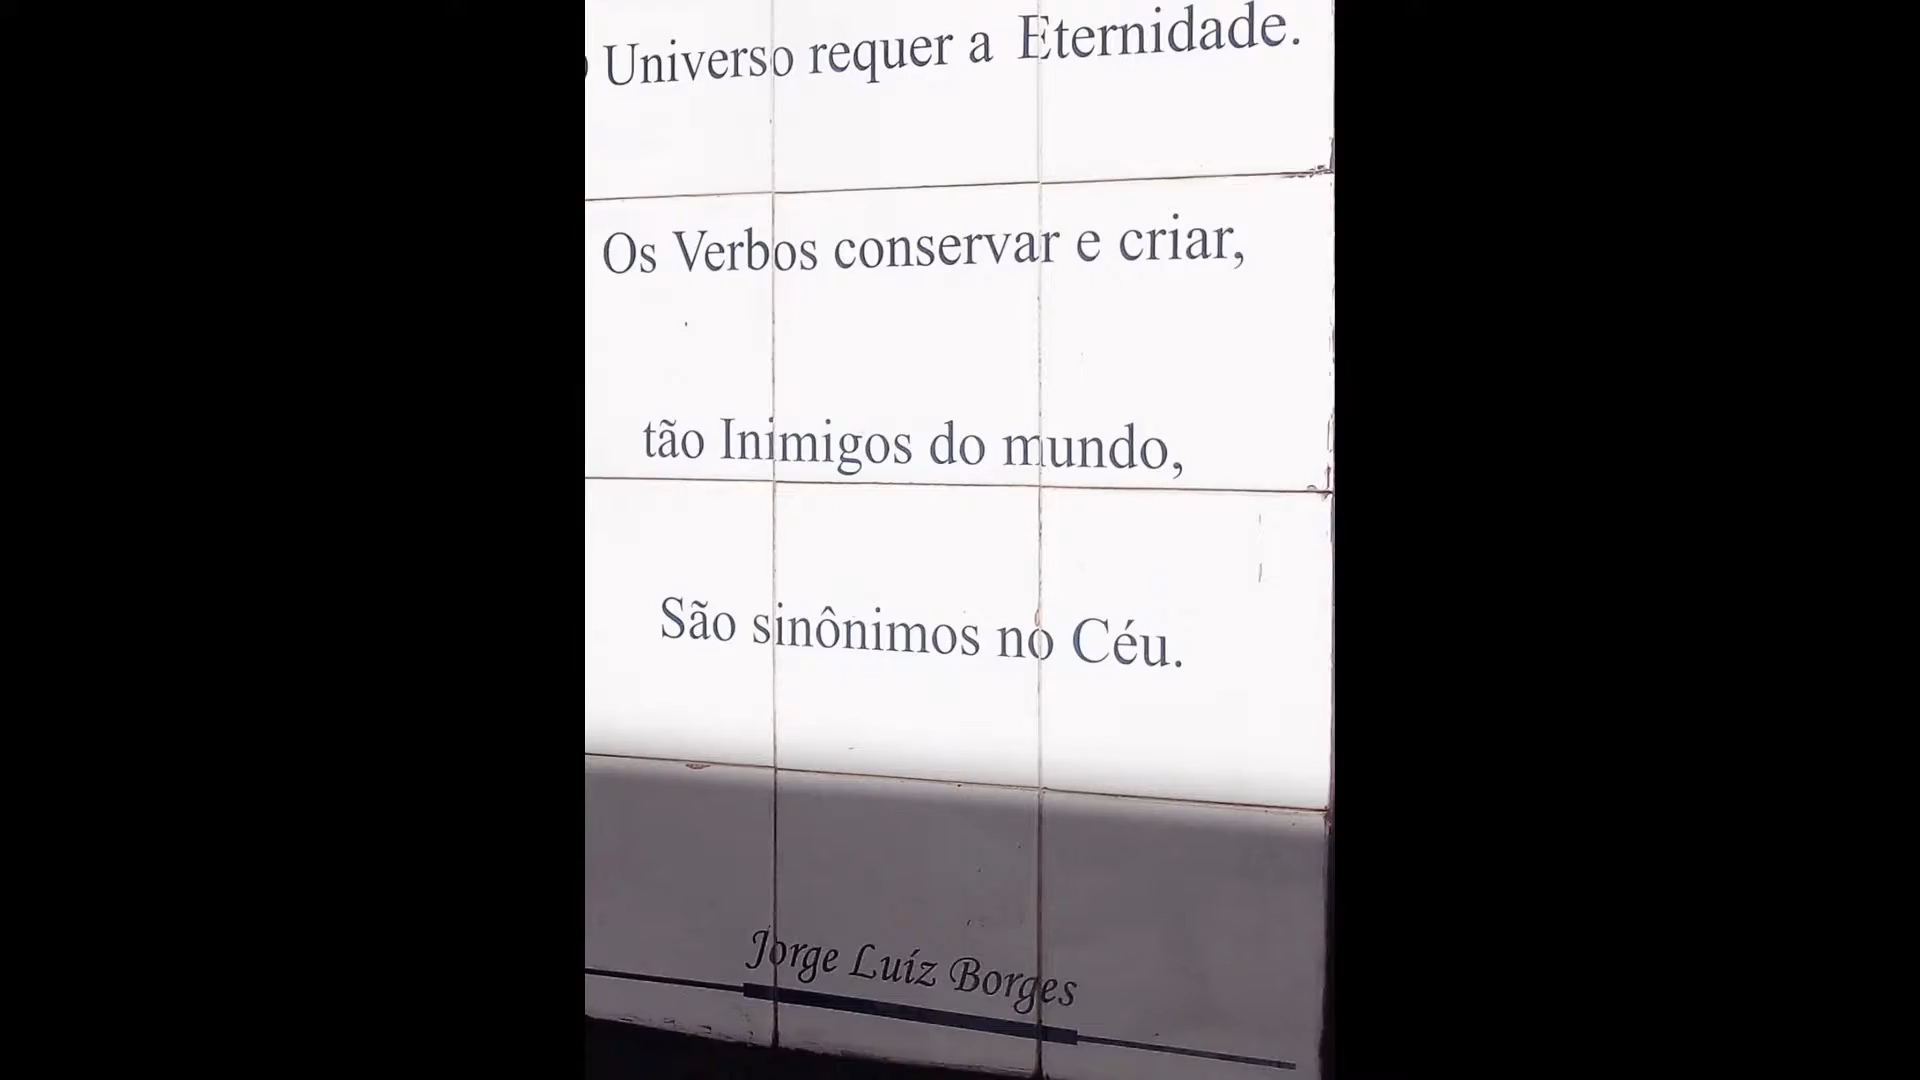 Universo requer a Eternidade.
Os Verbos conservar e criar,
tão Inimigos do mundo,
São sinônimos no Céu.
Jorge Luíz Borges